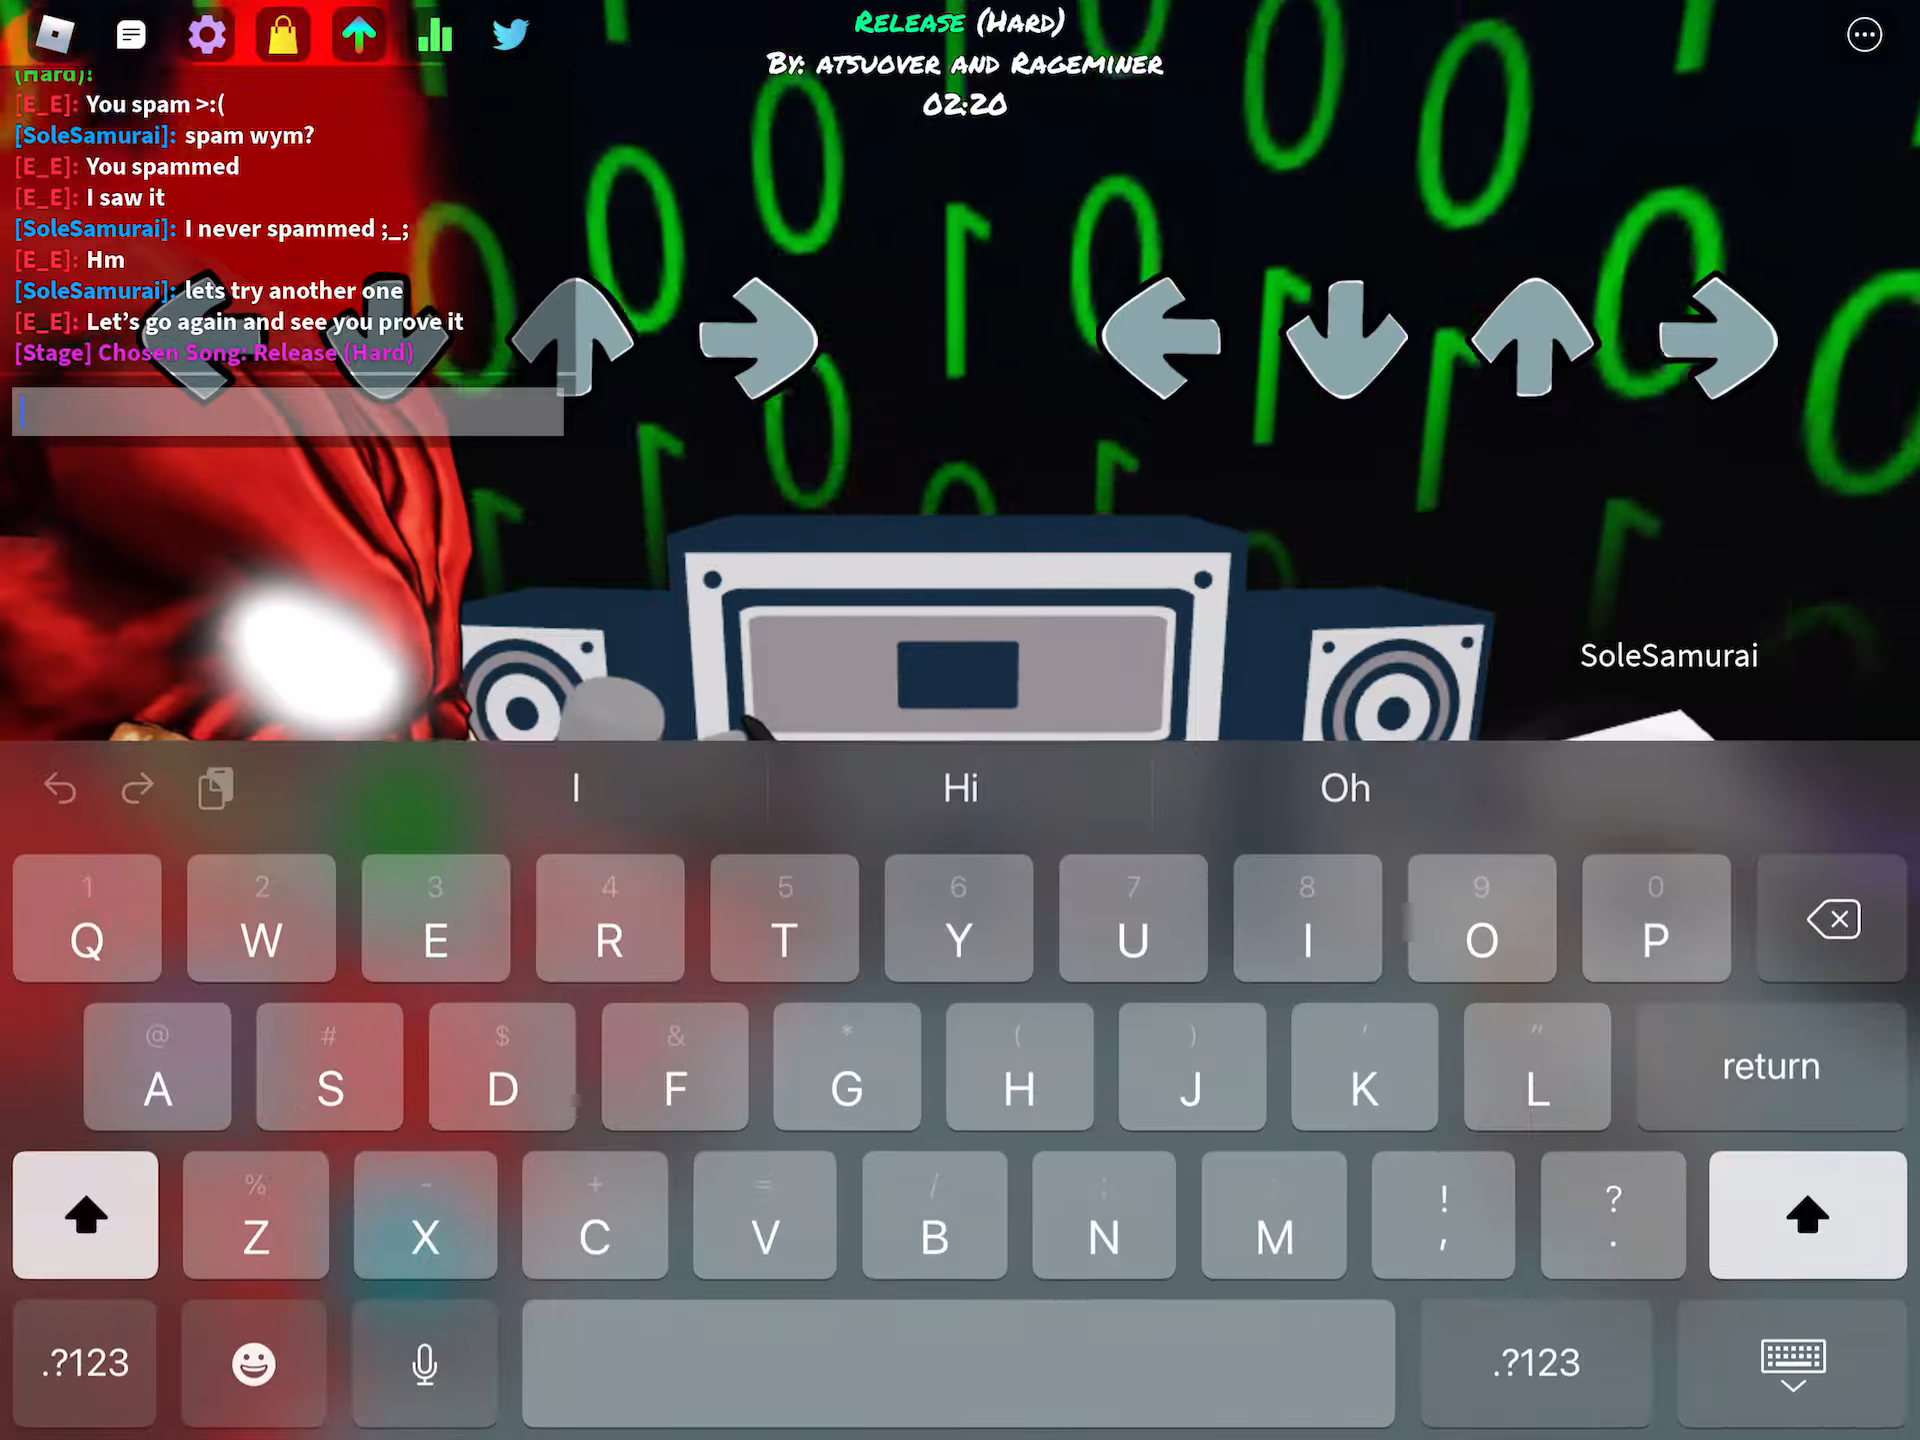 Release (Hard)
By: atsuover and Rageminer
02:20
(Hard)!
[E_E]: You spam >:(
[SoleSamurai]: spam wym?
[E_E]: You spammed
[E_E]: I saw it
[SoleSamurai]: I never spammed ;_;
[E_E]: Hm
[SoleSamurai]: lets try another one
[E_E]: Let’s go again and see you prove it
[Stage] Chosen Song: Release (Hard)
SoleSamurai
I Hi Oh
1 2 3 4 5 6 7 8 9 0
Q W E R T Y U I O P
@ # $ & * ( ) ' "
A S D F G H J K L return
% - + = / ; : ! ?
Z X C V B N M , .
.?123 .?123